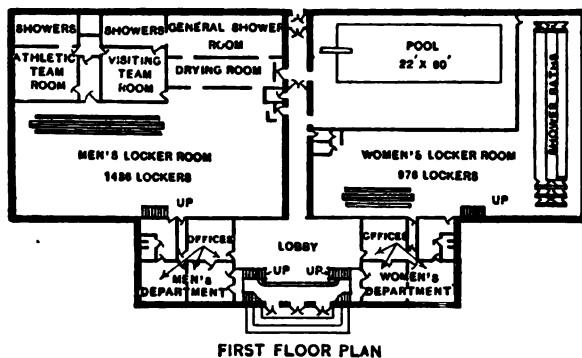 SHOWERS
SHOWERS
GENERAL SHOWER
ROOM
ATHLETIC
TEAM
ROOM
VISITING
TEAM
ROOM
DRYING ROOM
POOL
22' X 60'
SHOWER BATHS
MEN'S LOCKER ROOM
1486 LOCKERS
WOMEN'S LOCKER ROOM
976 LOCKERS
UP
UP
OFFICES
LOBBY
OFFICES
UP
UP
MEN'S
DEPARTMENT
WOMEN'S
DEPARTMENT
FIRST FLOOR PLAN